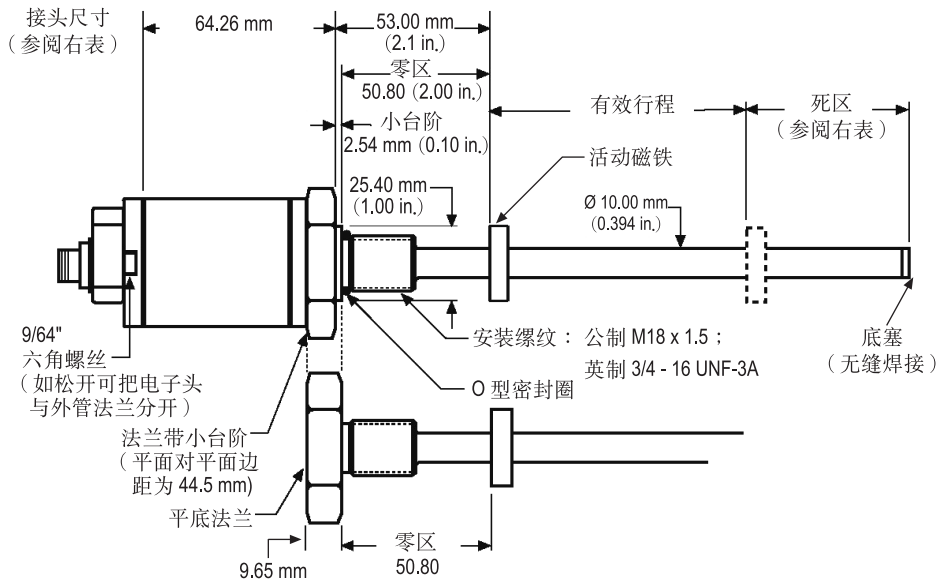 接头尺寸
（参阅右表）
64.26 mm
53.00 mm
(2.1 in.)
零区
50.80 (2.00 in.)
小台阶
2.54 mm (0.10 in.)
有效行程
死区
（参阅右表）
25.40 mm
(1.00 in.)
活动磁铁
Ø 10.00 mm
(0.394 in.)
9/64"
六角螺丝
（如松开可把电子头
与外管法兰分开）
安装缧纹： 公制 M18 x 1.5；
英制 3/4 - 16 UNF-3A
底塞
（无缝焊接）
O 型密封圈
法兰带小台阶
（平面对平面边
距为 44.5 mm)
平底法兰
9.65 mm
零区
50.80